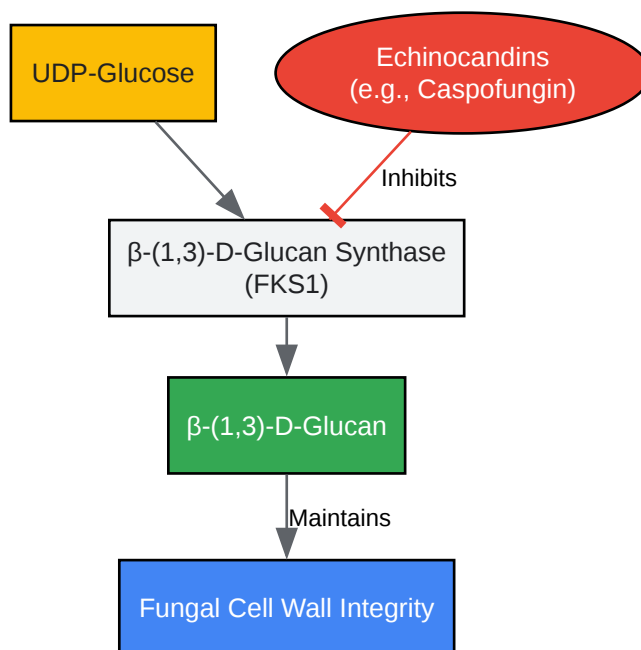 UDP-Glucose
Echinocandins
(e.g., Caspofungin)
Inhibits
β-(1,3)-D-Glucan Synthase
(FKS1)
β-(1,3)-D-Glucan
Maintains
Fungal Cell Wall Integrity